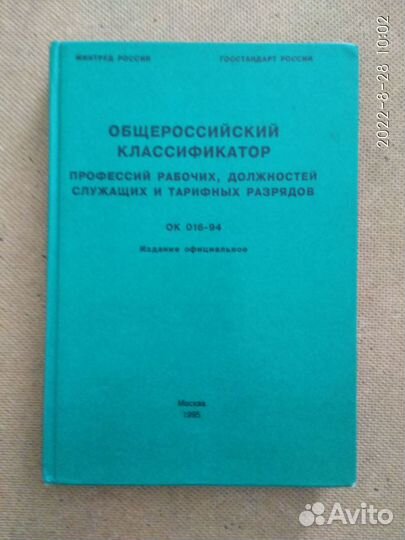 МИНТРУД РОССИИ ГОССТАНДАРТ РОССИИ
ОБЩЕРОССИЙСКИЙ
КЛАССИФИКАТОР
ПРОФЕССИЙ РАБОЧИХ, ДОЛЖНОСТЕЙ
СЛУЖАЩИХ И ТАРИФНЫХ РАЗРЯДОВ
ОК 016-94
Издание официальное
Москва
1995
2022-8-28 10:02
Avito